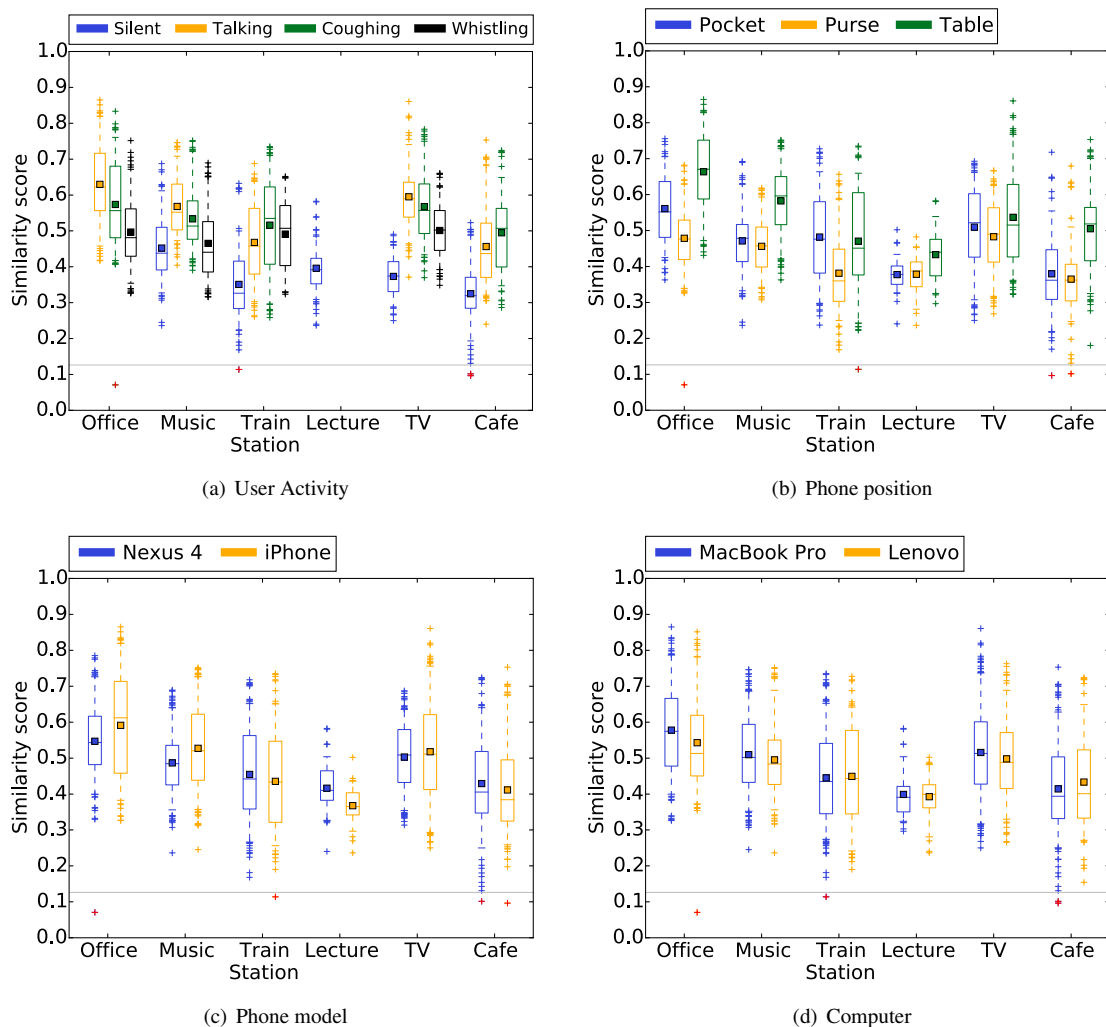 Silent Talking Coughing Whistling
1.0
0.9
0.8
0.7
0.6
0.5
0.4
0.3
0.2
0.1
0.0
Similarity score
Office Music Train Lecture TV Cafe
Station
(a) User Activity
Pocket Purse Table
1.0
0.9
0.8
0.7
0.6
0.5
0.4
0.3
0.2
0.1
0.0
Similarity score
Office Music Train Lecture TV Cafe
Station
(b) Phone position
Nexus 4 iPhone
1.0
0.9
0.8
0.7
0.6
0.5
0.4
0.3
0.2
0.1
0.0
Similarity score
Office Music Train Lecture TV Cafe
Station
(c) Phone model
MacBook Pro Lenovo
1.0
0.9
0.8
0.7
0.6
0.5
0.4
0.3
0.2
0.1
0.0
Similarity score
Office Music Train Lecture TV Cafe
Station
(d) Computer